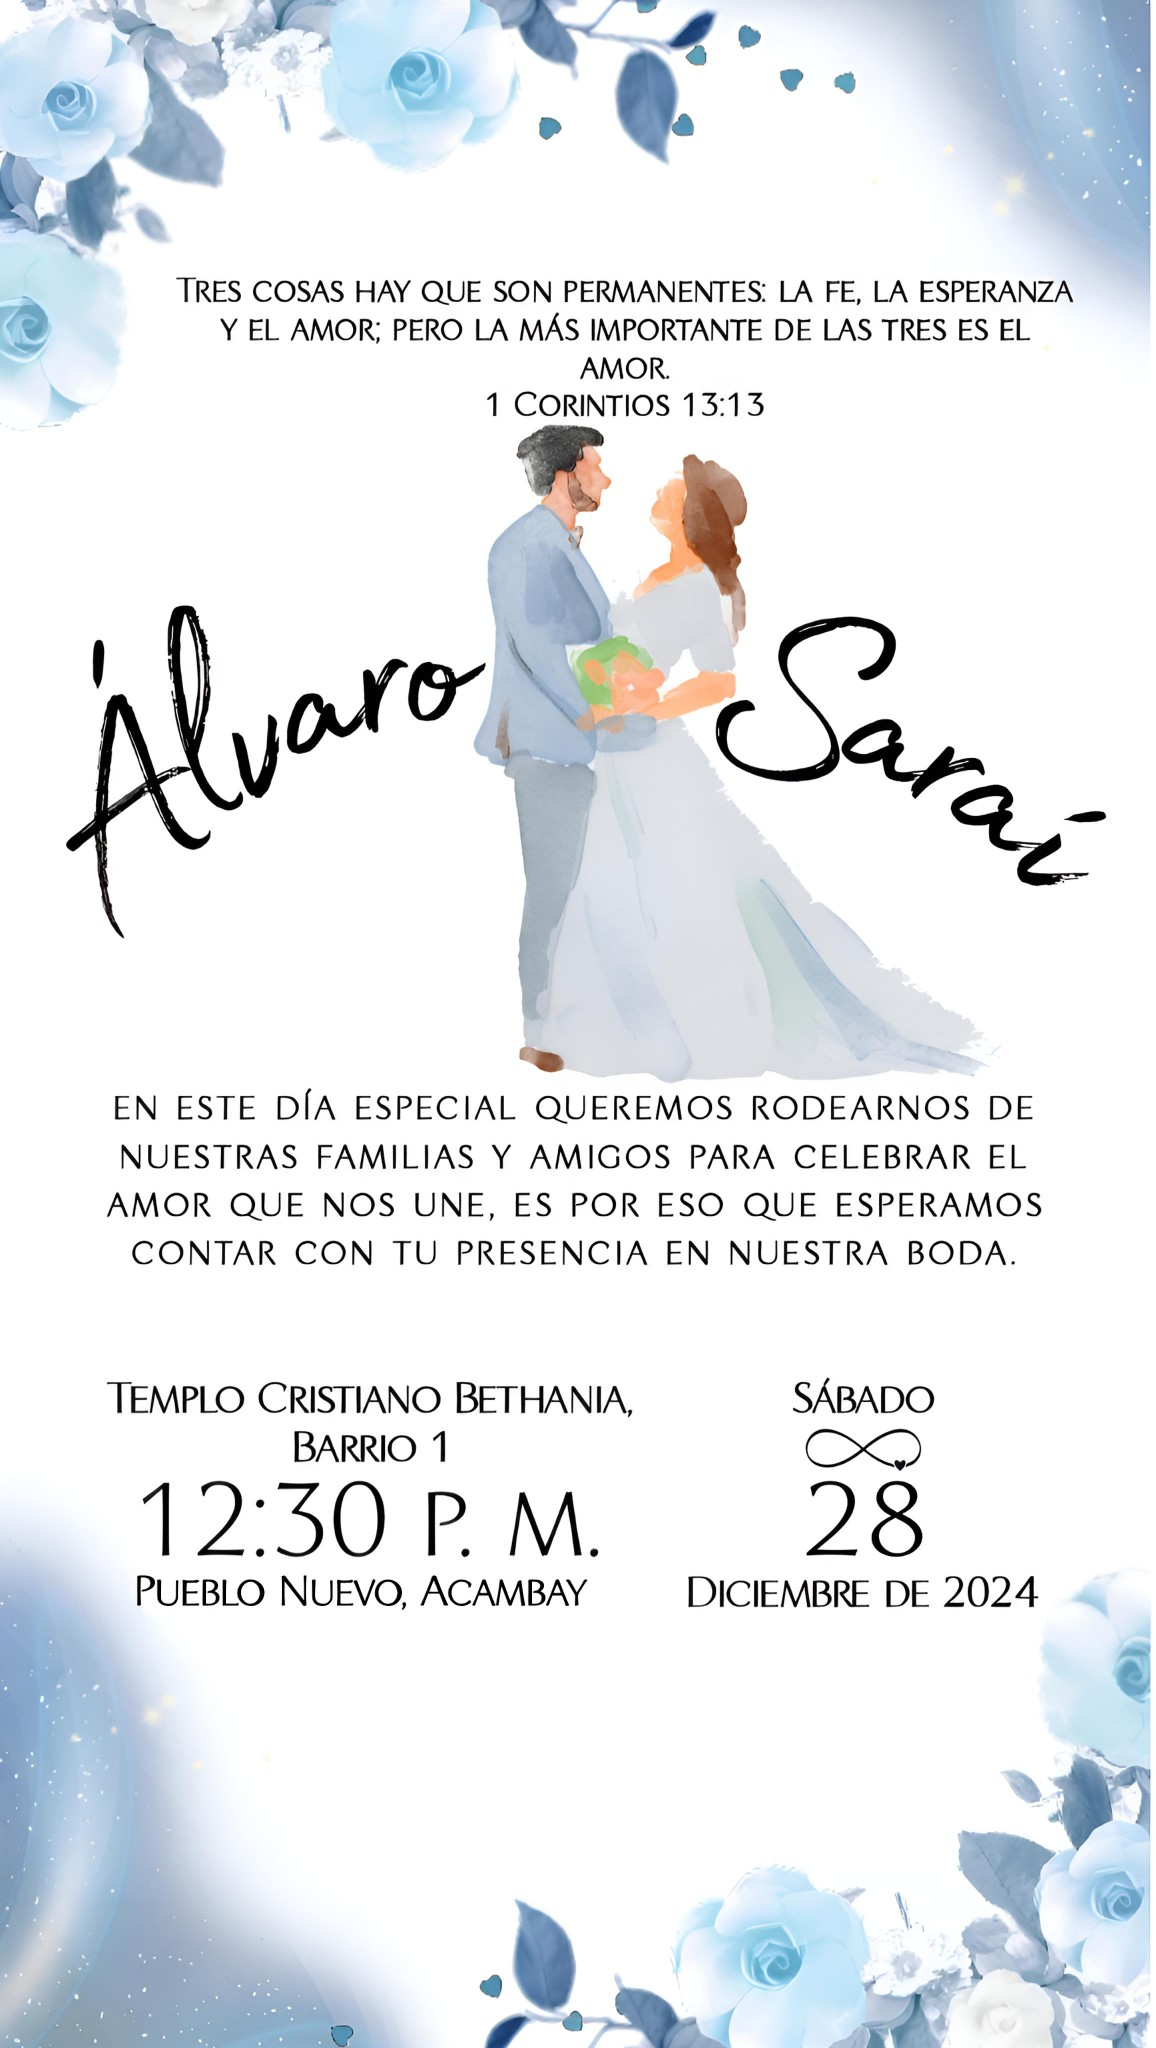 Tres cosas hay que son permanentes: la fe, la esperanza
y el amor; pero la más importante de las tres es el
amor.
1 Corintios 13:13
Álvaro
Saraí
EN ESTE DÍA ESPECIAL QUEREMOS RODEARNOS DE
NUESTRAS FAMILIAS Y AMIGOS PARA CELEBRAR EL
AMOR QUE NOS UNE, ES POR ESO QUE ESPERAMOS
CONTAR CON TU PRESENCIA EN NUESTRA BODA.
Templo Cristiano Bethania,
Barrio 1
12:30 P. M.
Pueblo Nuevo, Acambay
Sábado
28
Diciembre de 2024